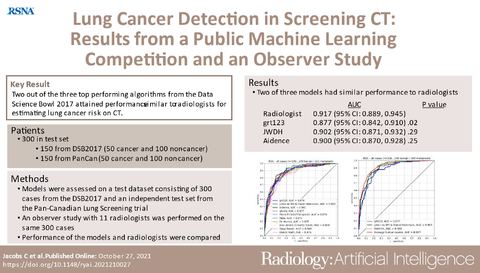 RSNA®
Lung Cancer Detection in Screening CT:
Results from a Public Machine Learning
Competition and an Observer Study
Key Result
Two out of the three top performing algorithms from the Data
Science Bowl 2017 attained performance similar to radiologists for
estimating lung cancer risk on CT.
Patients
• 300 in test set
• 150 from DSB2017 (50 cancer and 100 noncancer)
• 150 from PanCan (50 cancer and 100 noncancer)
Methods
• Models were assessed on a test dataset consisting of 300
cases from the DSB2017 and an independent test set from
the Pan-Canadian Lung Screening trial
• An observer study with 11 radiologists was performed on the
same 300 cases
• Performance of the models and radiologists were compared
Results
• Two of three models had similar performance to radiologists
AUC P value
Radiologist 0.917 (95% CI: 0.889, 0.945)
grt123 0.877 (95% CI: 0.842, 0.910) .02
JWDH 0.902 (95% CI: 0.871, 0.932) .29
Aidence 0.900 (95% CI: 0.870, 0.928) .25
Jacobs C et al. Published Online: October 27, 2021
https://doi.org/10.1148/ryai.2021210027
Radiology: Artificial Intelligence